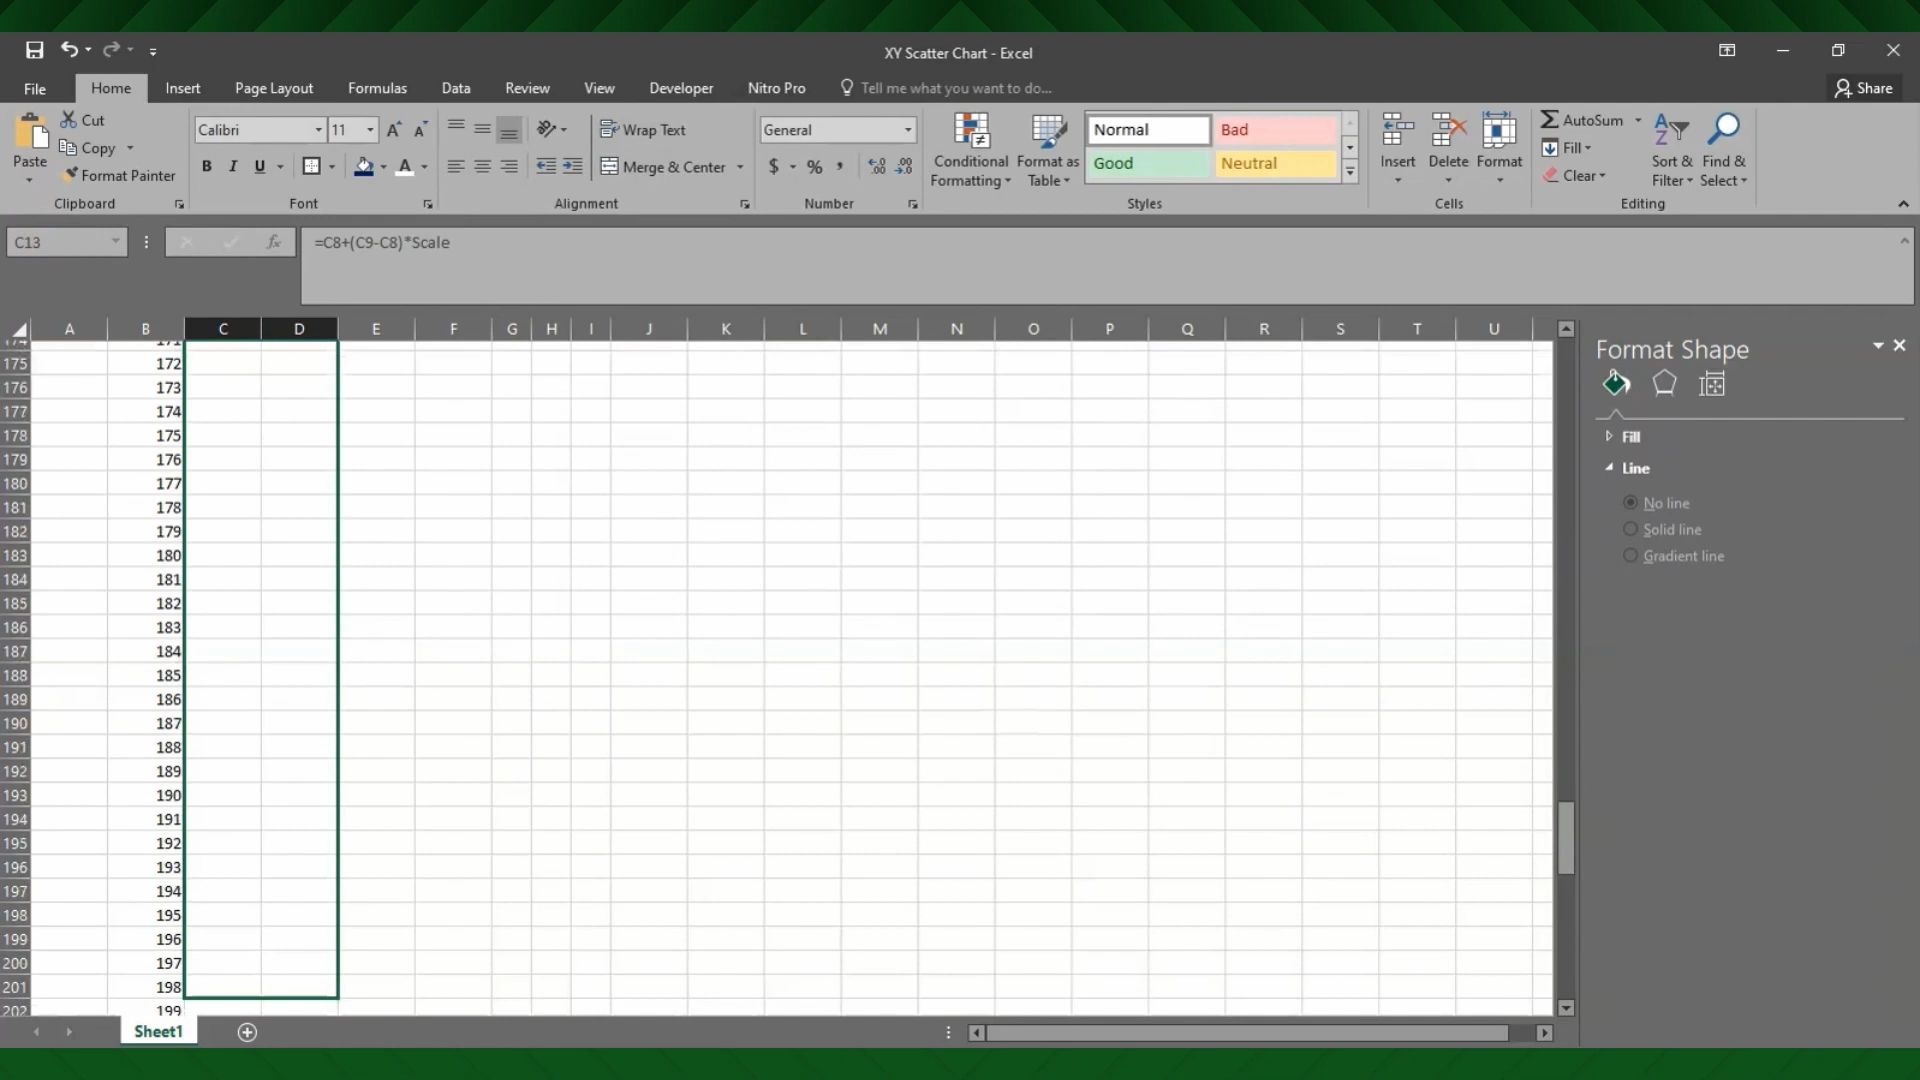 XY Scatter Chart - Excel
File Home Insert Page Layout Formulas Data Review View Developer Nitro Pro Tell me what you want to do... Share
Paste
Cut
Copy
Format Painter
Clipboard
Calibri 11
B I U
Font
Wrap Text
Merge & Center
Alignment
General
$ % ,
Number
Conditional Formatting
Format as Table
Normal Bad
Good Neutral
Styles
Insert Delete Format
Cells
AutoSum
Fill
Clear
Sort & Filter
Find & Select
Editing
C13 fx =C8+(C9-C8)*Scale
A B C D E F G H I J K L M N O P Q R S T U
174 171
175 172
176 173
177 174
178 175
179 176
180 177
181 178
182 179
183 180
184 181
185 182
186 183
187 184
188 185
189 186
190 187
191 188
192 189
193 190
194 191
195 192
196 193
197 194
198 195
199 196
200 197
201 198
202 199
Format Shape
Fill
Line
No line
Solid line
Gradient line
Sheet1